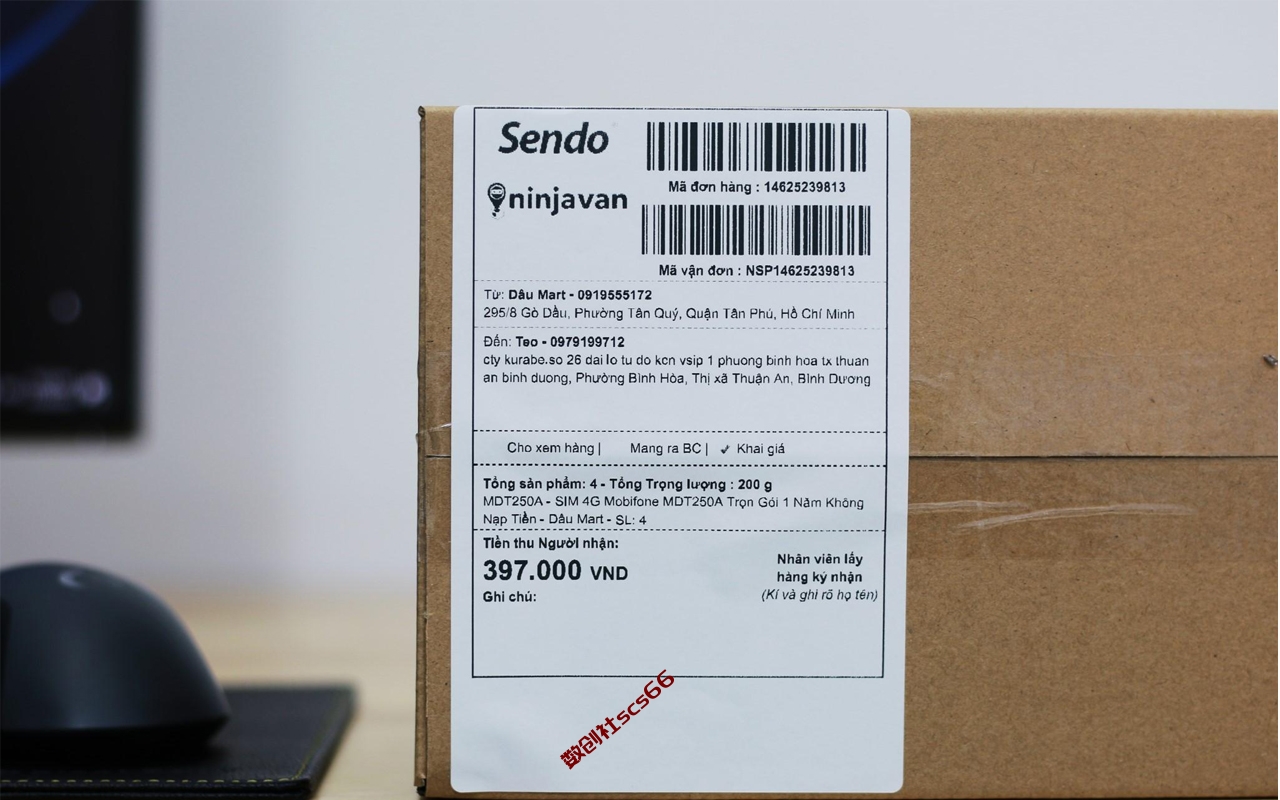 Sendo
ninjavan
Mã đơn hàng : 14625239813
Mã vận đơn : NSP14625239813
Từ: Dâu Mart - 0919555172
295/8 Gò Dầu, Phường Tân Quý, Quận Tân Phú, Hồ Chí Minh
Đến: Teo - 0979199712
cty kurabe.so 26 dai lo tu do kcn vsip 1 phuong binh hoa tx thuan
an binh duong, Phường Bình Hòa, Thị xã Thuận An, Bình Dương
Cho xem hàng | Mang ra BC | ✓ Khai giá
Tổng sản phẩm: 4 - Tổng Trọng lượng : 200 g
MDT250A - SIM 4G Mobifone MDT250A Trọn Gói 1 Năm Không
Nạp Tiền - Dâu Mart - SL: 4
Tiền thu Người nhận:
397.000 VND
Ghi chú:
Nhân viên lấy
hàng ký nhận
(Kí và ghi rõ họ tên)
数创社scs66